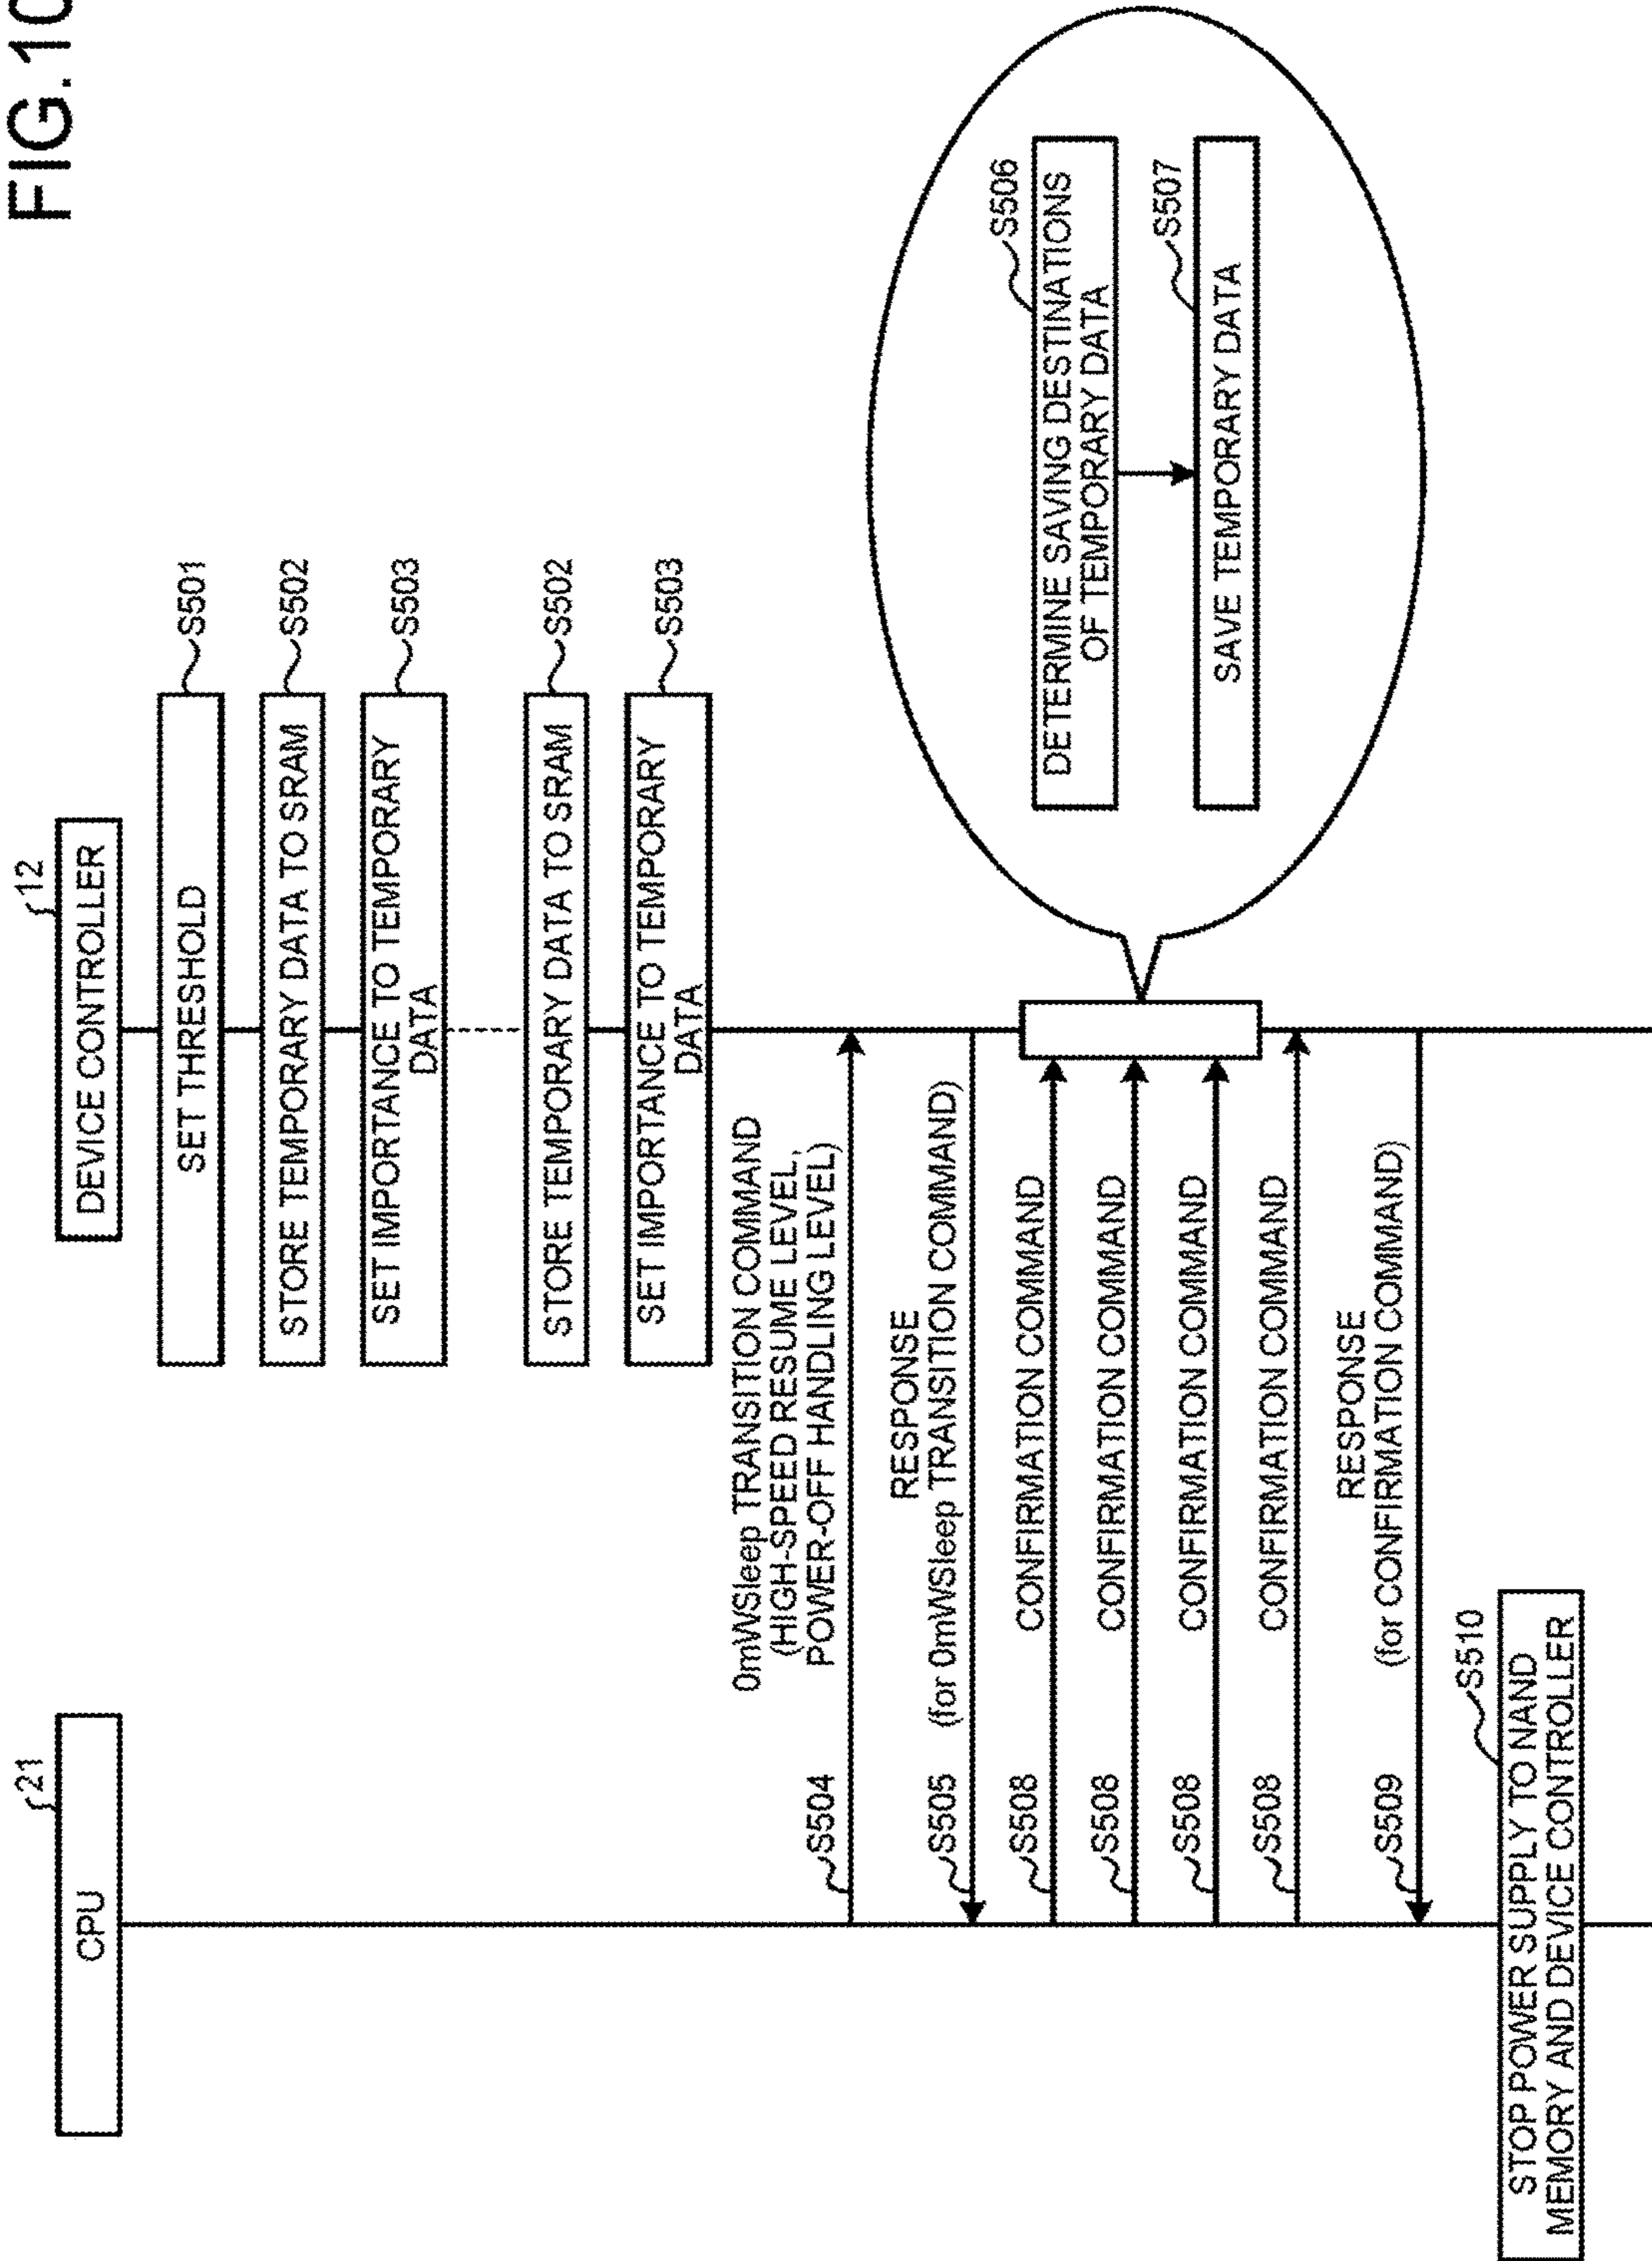 FIG.10
21
CPU
12
DEVICE CONTROLLER
SET THRESHOLD
S501
STORE TEMPORARY DATA TO SRAM
S502
SET IMPORTANCE TO TEMPORARY
DATA
S503
STORE TEMPORARY DATA TO SRAM
S502
SET IMPORTANCE TO TEMPORARY
DATA
S503
0mWSleep TRANSITION COMMAND
(HIGH-SPEED RESUME LEVEL,
POWER-OFF HANDLING LEVEL)
S504
RESPONSE
(for 0mWSleep TRANSITION COMMAND)
S505
S506
DETERMINE SAVING DESTINATIONS
OF TEMPORARY DATA
S507
SAVE TEMPORARY DATA
S508
CONFIRMATION COMMAND
S508
CONFIRMATION COMMAND
S508
CONFIRMATION COMMAND
S508
CONFIRMATION COMMAND
RESPONSE
(for CONFIRMATION COMMAND)
S509
S510
STOP POWER SUPPLY TO NAND
MEMORY AND DEVICE CONTROLLER